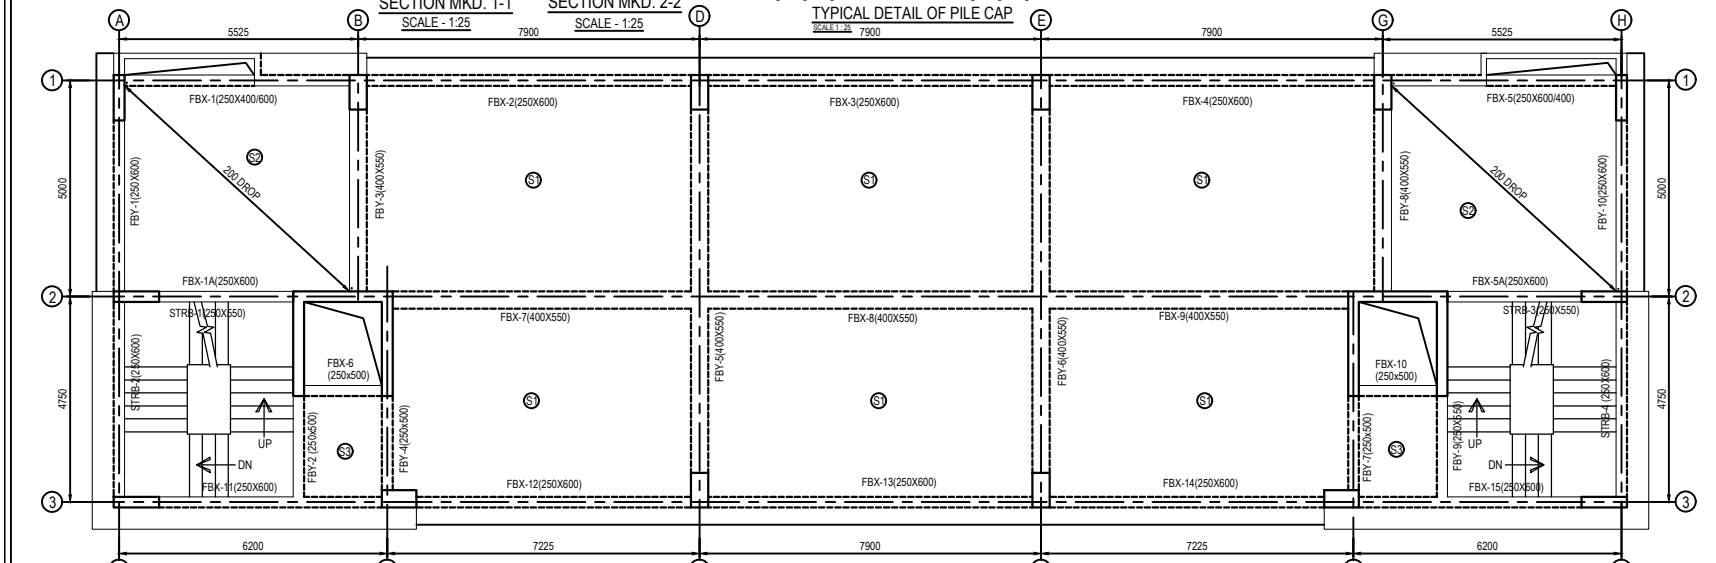 SECTION MKD. 1-1
SECTION MKD. 2-2
SCALE - 1:25
SCALE - 1:25
TYPICAL DETAIL OF PILE CAP
SCALE 1 : 25
A
B
D
E
G
H
5525
7900
7900
7900
5525
1
1
FBX-1(250X400/600)
FBX-2(250X600)
FBX-3(250X600)
FBX-4(250X600)
FBX-5(250X600/400)
5000
FBY-1(250X600)
S2
200 DROP
FBY-3(400X550)
S1
S1
S1
FBY-8(400X550)
S2
200 DROP
FBY-10(250X600)
5000
FBX-1A(250X600)
FBX-5A(250X600)
2
2
STRB-1(250X550)
FBX-7(400X550)
FBX-8(400X550)
FBX-9(400X550)
STRB-3(250X550)
4750
STRB-2(250X600)
FBX-6
(250x500)
FBY-5(400X550)
FBY-6(400X550)
FBX-10
(250x500)
STRB-4 (250X600)
4750
UP
DN
FBY-2 (250x500)
S3
FBY-4(250x500)
S1
S1
S1
FBY-7(250x500)
S3
FBY-9(250X550)
UP
DN
FBX-11(250X600)
FBX-12(250X600)
FBX-13(250X600)
FBX-14(250X600)
FBX-15(250X600)
3
3
6200
7225
7900
7225
6200